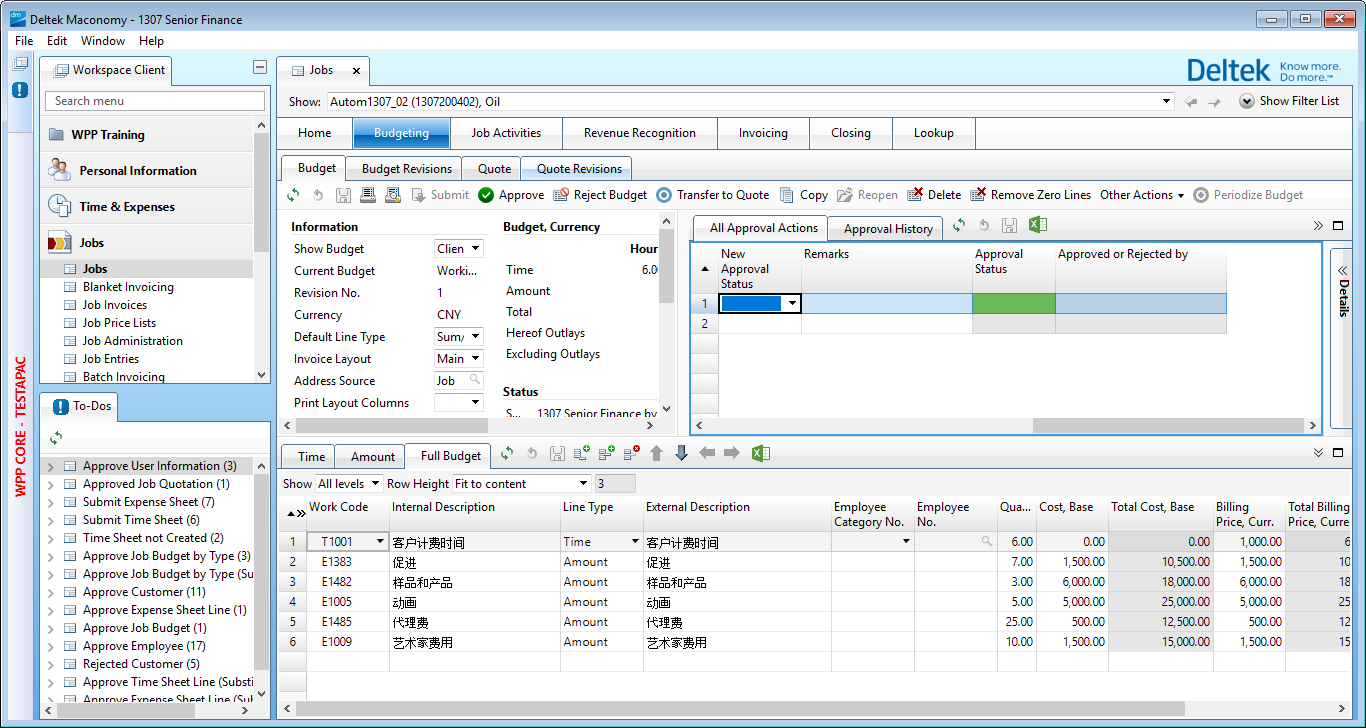 Deltek Maconomy - 1307 Senior Finance
File Edit Window Help
Workspace Client
Search menu
WPP Training
Personal Information
Time & Expenses
Jobs
Jobs
Blanket Invoicing
Job Invoices
Job Price Lists
Job Administration
Job Entries
Batch Invoicing
WPP CORE - TESTAPAC
To-Dos
Approve User Information (3)
Approved Job Quotation (1)
Submit Expense Sheet (7)
Submit Time Sheet (6)
Time Sheet not Created (2)
Approve Job Budget by Type (3)
Approve Job Budget by Type (Su
Approve Customer (11)
Approve Expense Sheet Line (1)
Approve Job Budget (1)
Approve Employee (17)
Rejected Customer (5)
Approve Time Sheet Line (Substi
Approve Expense Sheet Line (Sul
Jobs
Deltek Know more.
Do more.™
Show: Autom1307_02 (1307200402), Oil
Show Filter List
Home Budgeting Job Activities Revenue Recognition Invoicing Closing Lookup
Budget Budget Revisions Quote Quote Revisions
Submit Approve Reject Budget Transfer to Quote Copy Reopen Delete Remove Zero Lines Other Actions Periodize Budget
Information
Show Budget Clien
Current Budget Worki...
Revision No. 1
Currency CNY
Default Line Type Sum/
Invoice Layout Main
Address Source Job
Print Layout Columns
Budget, Currency
Hour
Time 6.0
Amount
Total
Hereof Outlays
Excluding Outlays
Status
S... 1307 Senior Finance by
All Approval Actions Approval History
New Approval Status Remarks Approval Status Approved or Rejected by
1
2
Details
Time Amount Full Budget
Show All levels Row Height Fit to content 3
Work Code Internal Description Line Type External Description Employee Category No. Employee No. Qua... Cost, Base Total Cost, Base Billing Price, Curr. Total Billing Price, Curre
1 T1001 客户计费时间 Time 客户计费时间 6.00 0.00 0.00 1,000.00 6
2 E1383 促进 Amount 促进 7.00 1,500.00 10,500.00 1,500.00 10
3 E1482 样品和产品 Amount 样品和产品 3.00 6,000.00 18,000.00 6,000.00 18
4 E1005 动画 Amount 动画 5.00 5,000.00 25,000.00 5,000.00 25
5 E1485 代理费 Amount 代理费 25.00 500.00 12,500.00 500.00 12
6 E1009 艺术家费用 Amount 艺术家费用 10.00 1,500.00 15,000.00 1,500.00 15